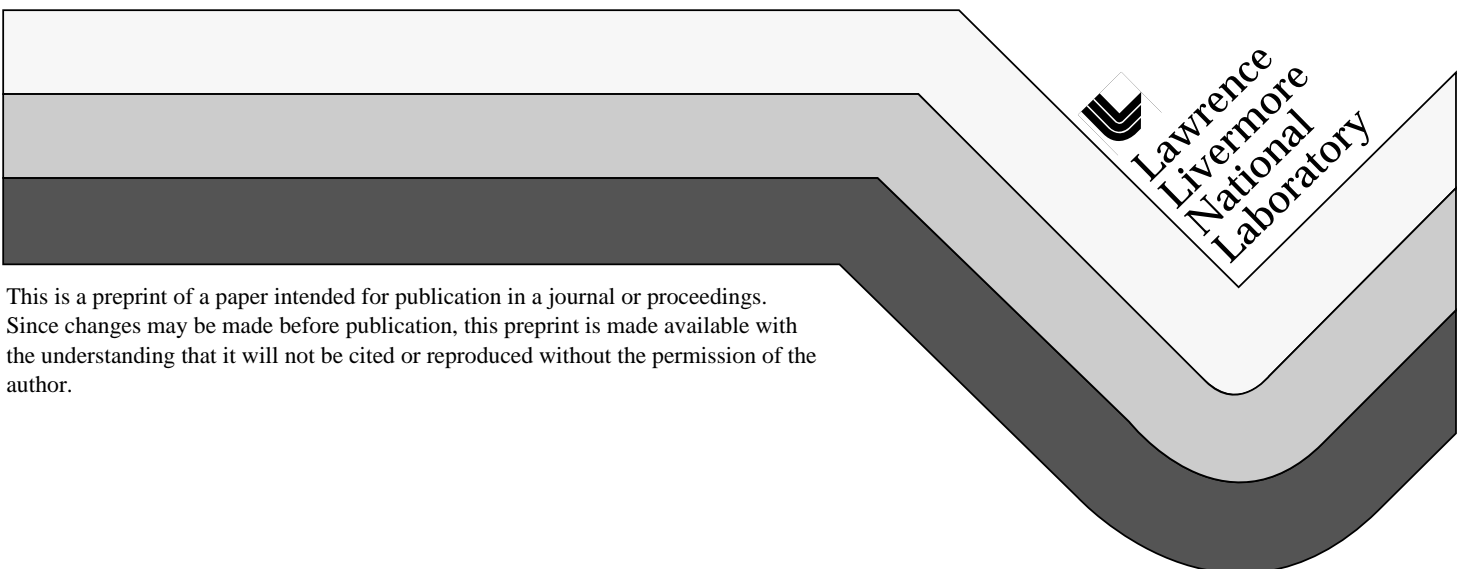 Lawrence
Livermore
National
Laboratory
This is a preprint of a paper intended for publication in a journal or proceedings.
Since changes may be made before publication, this preprint is made available with
the understanding that it will not be cited or reproduced without the permission of the
author.